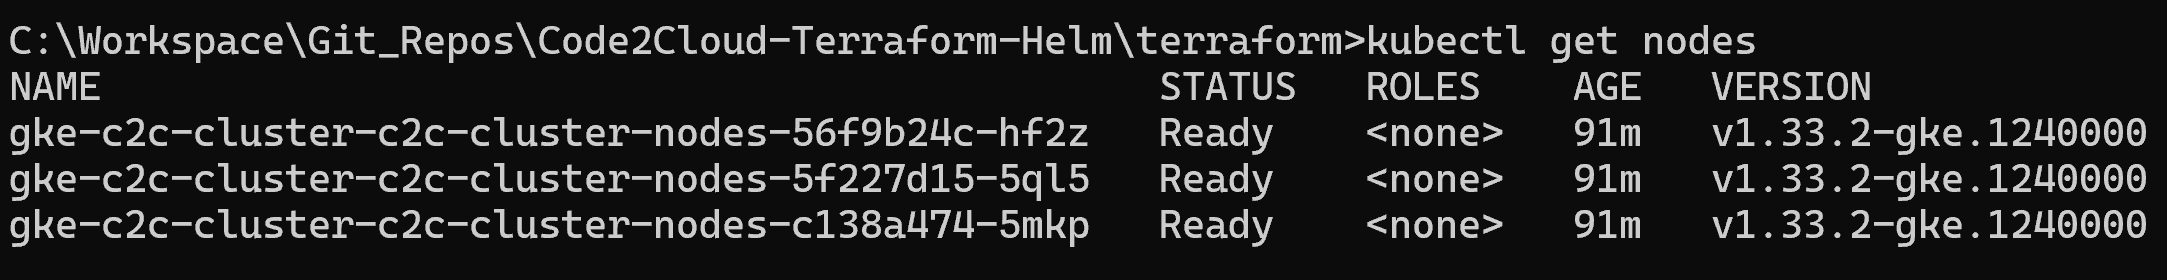 C:\Workspace\Git_Repos\Code2Cloud-Terraform-Helm\terraform>kubectl get nodes
NAME STATUS ROLES AGE VERSION
gke-c2c-cluster-c2c-cluster-nodes-56f9b24c-hf2z Ready <none> 91m v1.33.2-gke.1240000
gke-c2c-cluster-c2c-cluster-nodes-5f227d15-5ql5 Ready <none> 91m v1.33.2-gke.1240000
gke-c2c-cluster-c2c-cluster-nodes-c138a474-5mkp Ready <none> 91m v1.33.2-gke.1240000